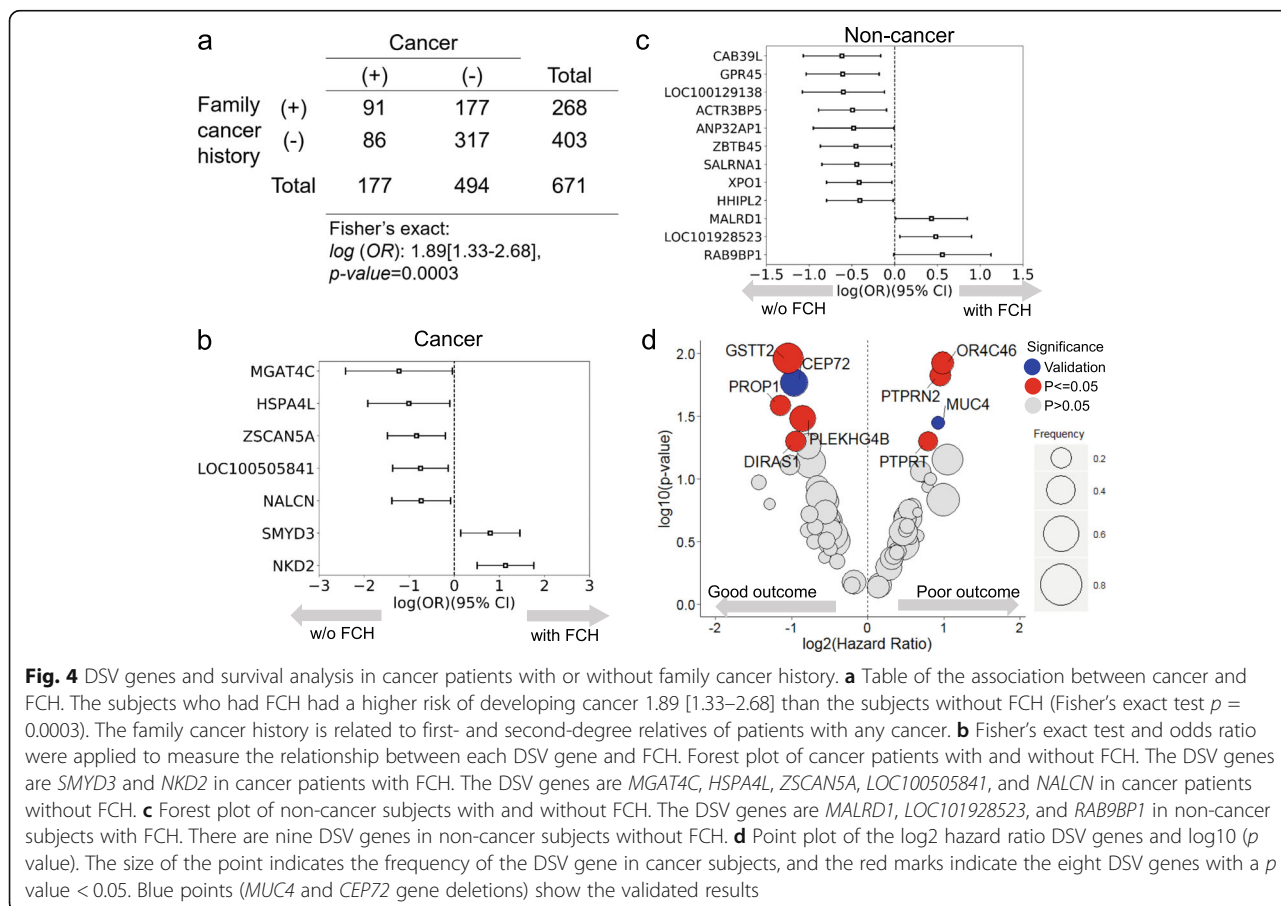 a
Cancer
(+) (-) Total
Family cancer history
(+) 91 177 268
(-) 86 317 403
Total 177 494 671
Fisher's exact:
log (OR): 1.89[1.33-2.68],
p-value=0.0003
c
Non-cancer
CAB39L
GPR45
LOC100129138
ACTR3BP5
ANP32AP1
ZBTB45
SALRNA1
XPO1
HHIPL2
MALRD1
LOC101928523
RAB9BP1
−1.5 −1.0 −0.5 0.0 0.5 1.0 1.5
log(OR)(95% CI)
w/o FCH with FCH
b
Cancer
MGAT4C
HSPA4L
ZSCAN5A
LOC100505841
NALCN
SMYD3
NKD2
−3 −2 −1 0 1 2 3
log(OR)(95% CI)
w/o FCH with FCH
d
log10(p-value)
2.0
1.5
1.0
0.5
0.0
GSTT2
CEP72
PROP1
PLEKHG4B
DIRAS1
OR4C46
PTPRN2
MUC4
PTPRT
Good outcome Poor outcome
-2 -1 0 1 2
log2(Hazard Ratio)
Significance
Validation
P<=0.05
P>0.05
Frequency
0.2
0.4
0.6
0.8
Fig. 4 DSV genes and survival analysis in cancer patients with or without family cancer history. a Table of the association between cancer and
FCH. The subjects who had FCH had a higher risk of developing cancer 1.89 [1.33–2.68] than the subjects without FCH (Fisher's exact test p =
0.0003). The family cancer history is related to first- and second-degree relatives of patients with any cancer. b Fisher's exact test and odds ratio
were applied to measure the relationship between each DSV gene and FCH. Forest plot of cancer patients with and without FCH. The DSV genes
are SMYD3 and NKD2 in cancer patients with FCH. The DSV genes are MGAT4C, HSPA4L, ZSCAN5A, LOC100505841, and NALCN in cancer patients
without FCH. c Forest plot of non-cancer subjects with and without FCH. The DSV genes are MALRD1, LOC101928523, and RAB9BP1 in non-cancer
subjects with FCH. There are nine DSV genes in non-cancer subjects without FCH. d Point plot of the log2 hazard ratio DSV genes and log10 (p
value). The size of the point indicates the frequency of the DSV gene in cancer subjects, and the red marks indicate the eight DSV genes with a p
value < 0.05. Blue points (MUC4 and CEP72 gene deletions) show the validated results